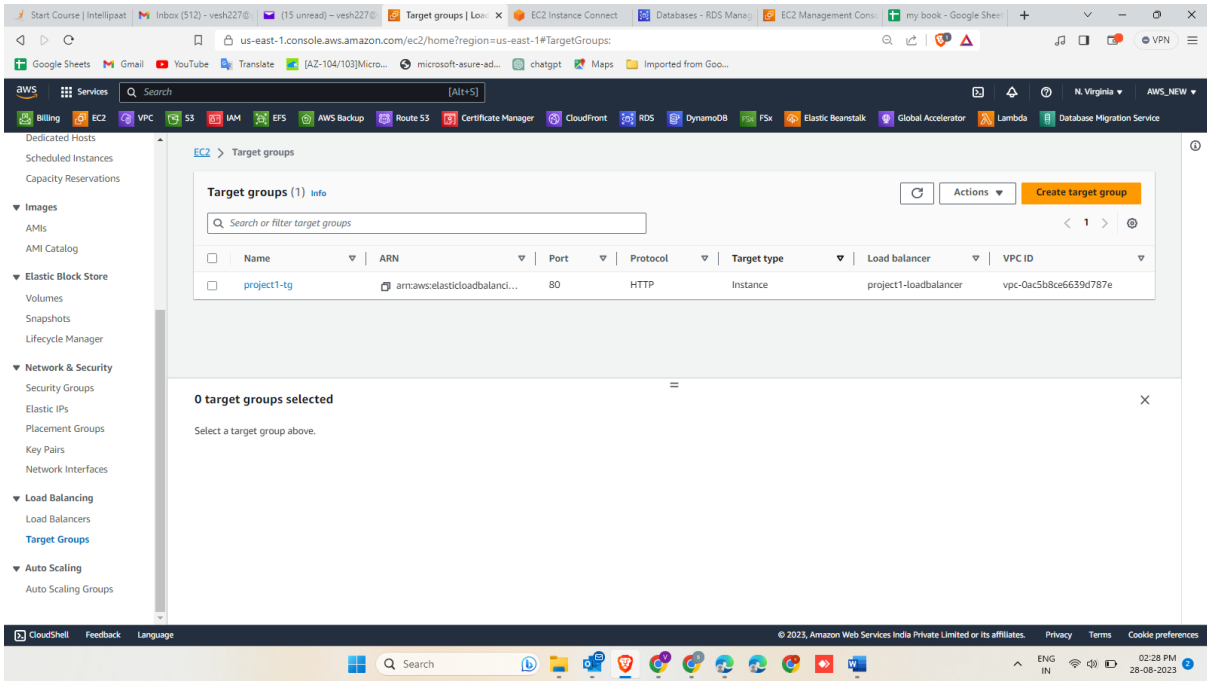 Start Course | Intellipaat
Inbox (512) - vesh227@
(15 unread) – vesh227@
Target groups | Load
EC2 Instance Connect
Databases - RDS Manag
EC2 Management Conso
my book - Google Sheet
us-east-1.console.aws.amazon.com/ec2/home?region=us-east-1#TargetGroups:
VPN
Google Sheets Gmail YouTube Translate [AZ-104/103]Micro... microsoft-asure-ad... chatgpt Maps Imported from Goo...
aws Services Search [Alt+S] N. Virginia AWS_NEW
Billing EC2 VPC S3 IAM EFS AWS Backup Route 53 Certificate Manager CloudFront RDS DynamoDB FSx FSx Elastic Beanstalk Global Accelerator Lambda Database Migration Service
Dedicated Hosts
Scheduled Instances
Capacity Reservations
Images
AMIs
AMI Catalog
Elastic Block Store
Volumes
Snapshots
Lifecycle Manager
Network & Security
Security Groups
Elastic IPs
Placement Groups
Key Pairs
Network Interfaces
Load Balancing
Load Balancers
Target Groups
Auto Scaling
Auto Scaling Groups
EC2 > Target groups
Target groups (1) Info
Actions
Create target group
Search or filter target groups
1
Name ARN Port Protocol Target type Load balancer VPC ID
project1-tg arn:aws:elasticloadbalanci... 80 HTTP Instance project1-loadbalancer vpc-0ac5b8ce6639d787e
0 target groups selected
Select a target group above.
CloudShell Feedback Language © 2023, Amazon Web Services India Private Limited or its affiliates. Privacy Terms Cookie preferences
Search
ENG
IN
02:28 PM
28-08-2023
2